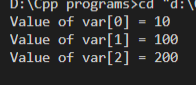 D:\Cpp programs>cd "d:\
Value of var[0] = 10
Value of var[1] = 100
Value of var[2] = 200